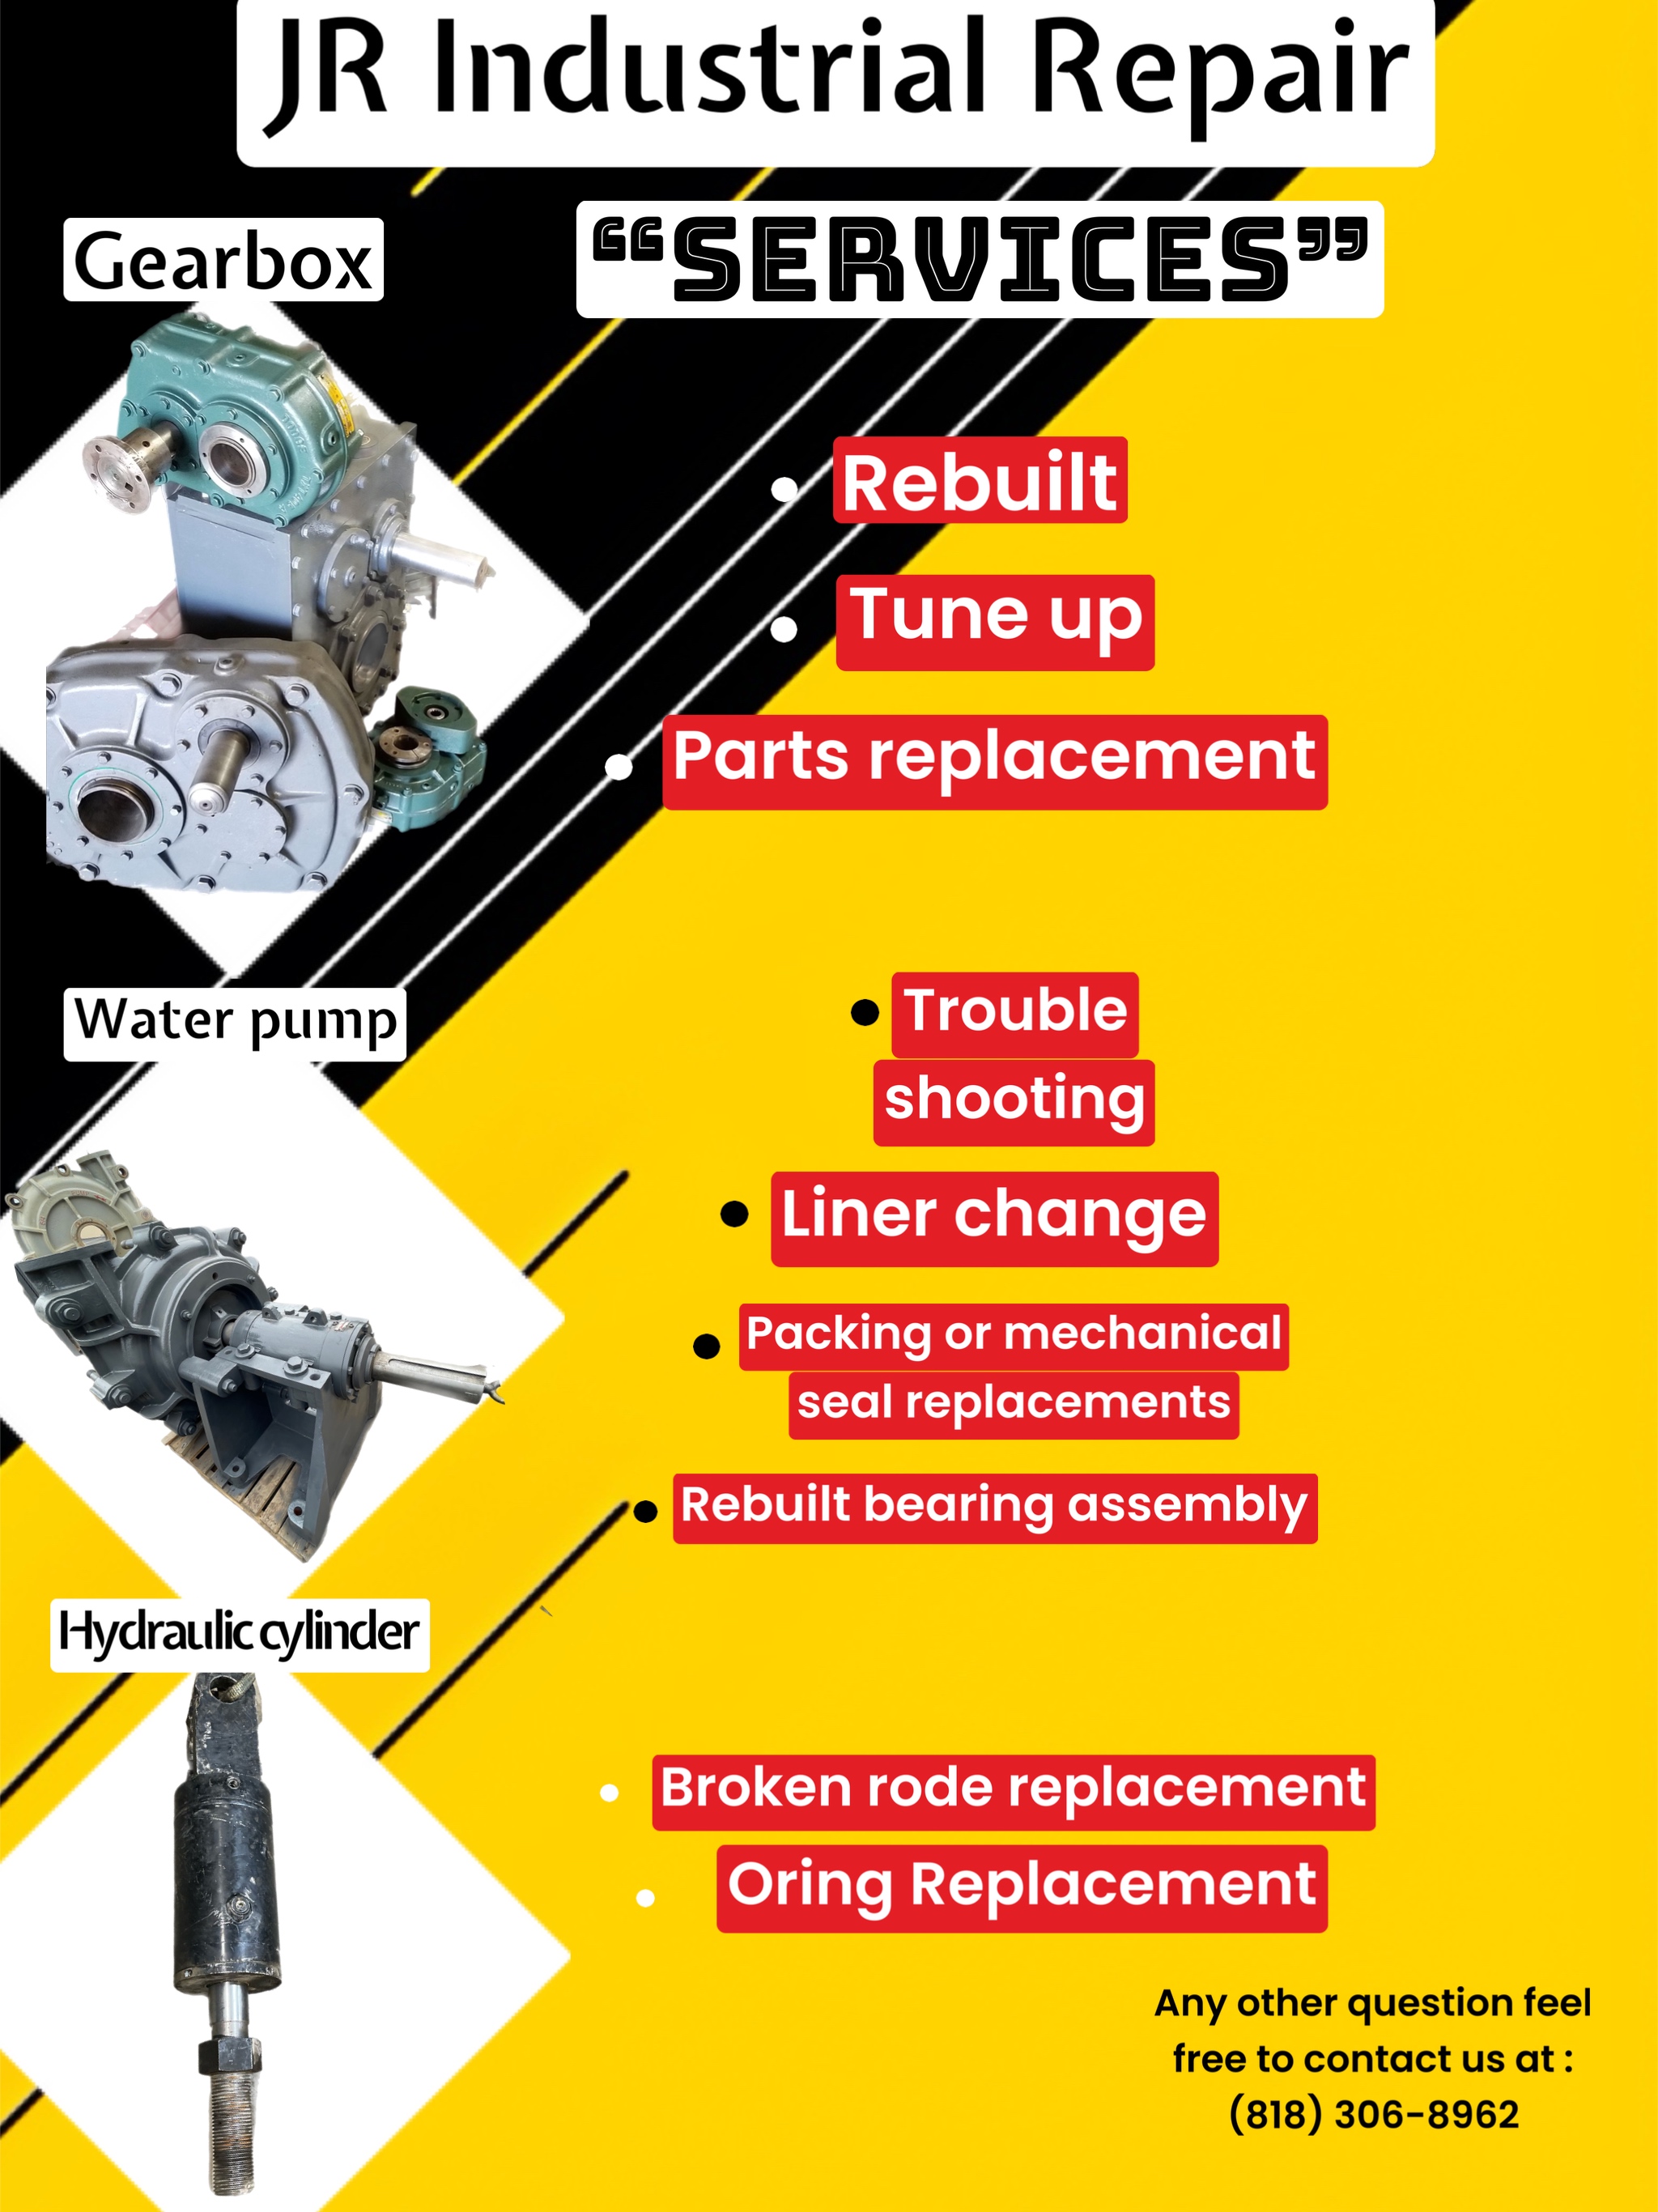 JR Industrial Repair
“SERVICES”
Gearbox
Rebuilt
Tune up
Parts replacement
Water pump
Trouble
shooting
Liner change
Packing or mechanical
seal replacements
Rebuilt bearing assembly
Hydraulic cylinder
Broken rode replacement
Oring Replacement
Any other question feel
free to contact us at :
(818) 306-8962